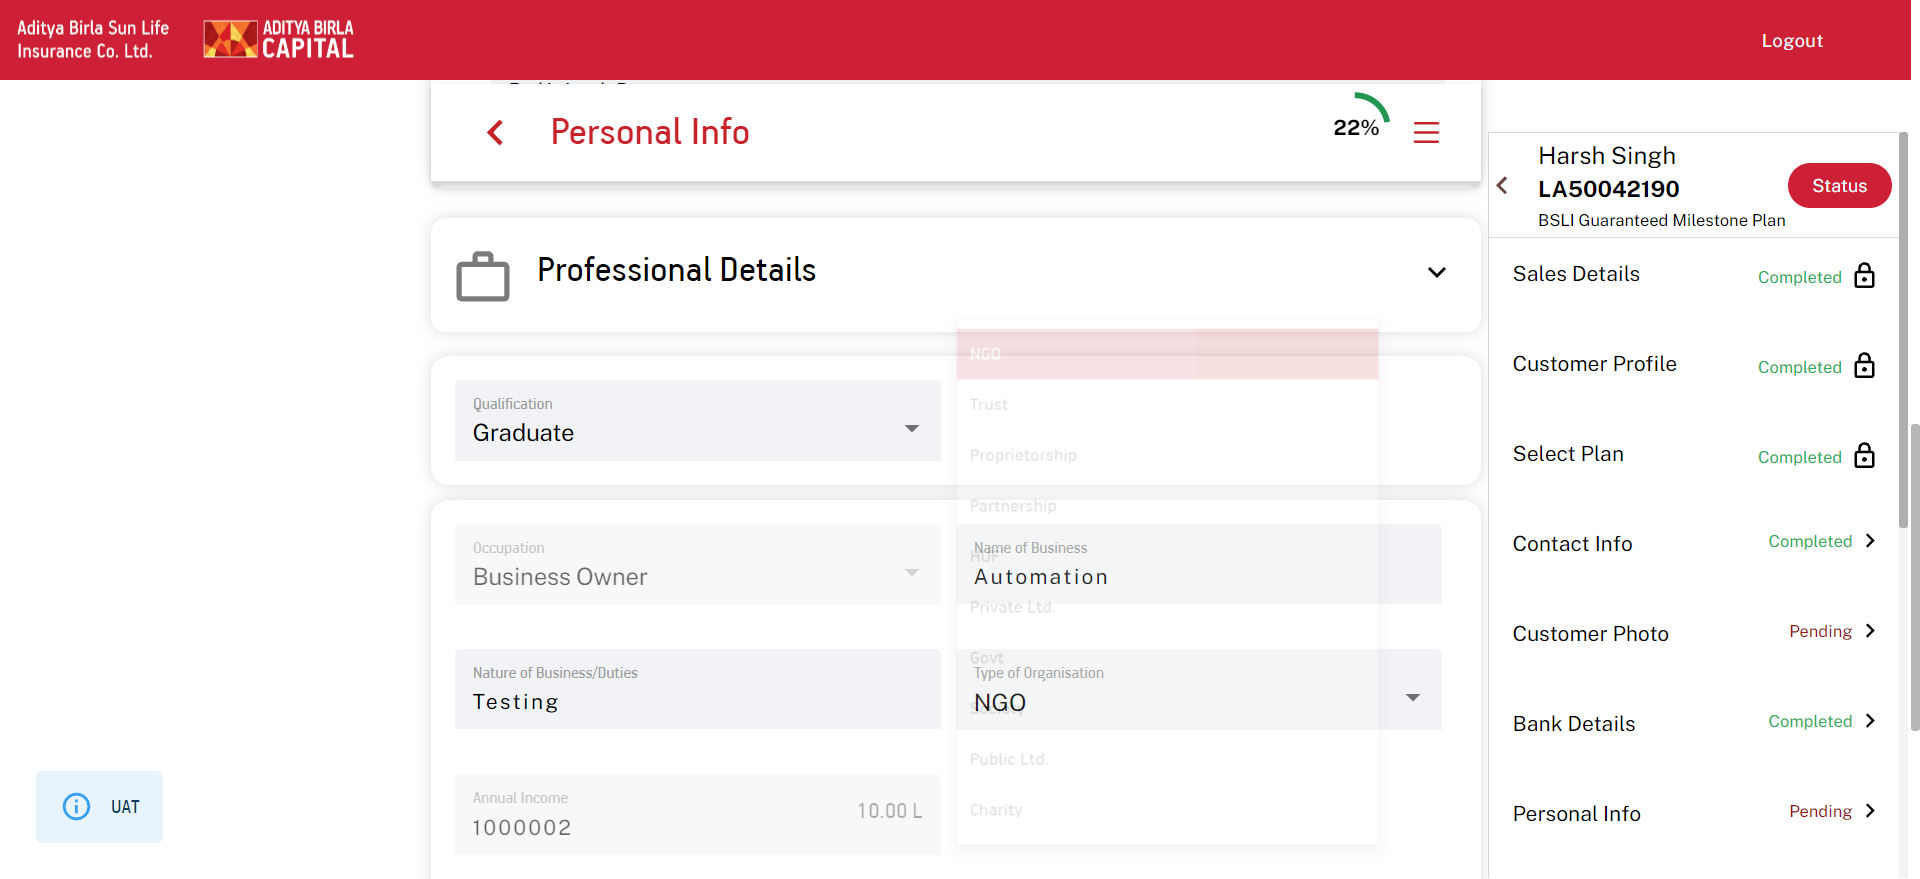 Aditya Birla Sun Life
Insurance Co. Ltd.
ADITYA BIRLA
CAPITAL
Logout
Personal Info
22%
Professional Details
Qualification
Graduate
Occupation
Business Owner
Name of Business
Automation
Nature of Business/Duties
Testing
Type of Organisation
NGO
Annual Income
1000002
10.00 L
NGO
Trust
Proprietorship
Partnership
HUF
Private Ltd.
Govt
Society
Public Ltd.
Charity
UAT
Harsh Singh
LA50042190
BSLI Guaranteed Milestone Plan
Status
Sales Details
Completed
Customer Profile
Completed
Select Plan
Completed
Contact Info
Completed
Customer Photo
Pending
Bank Details
Completed
Personal Info
Pending